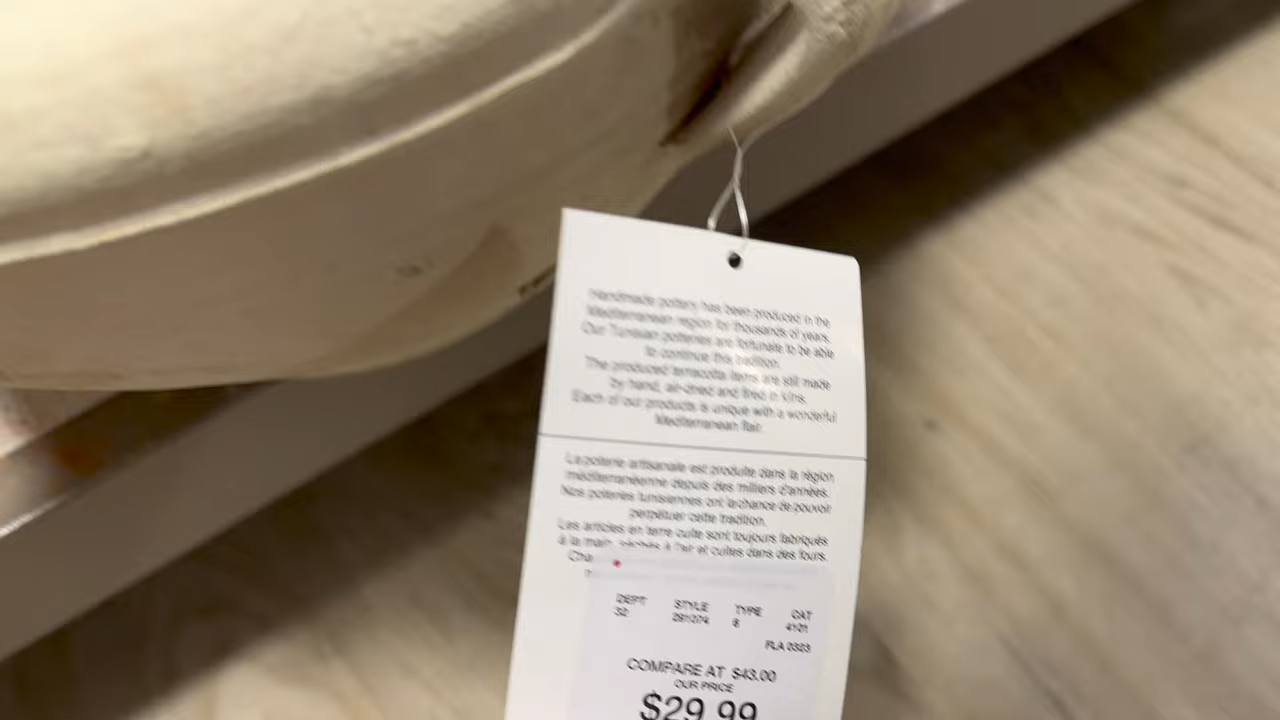 Handmade pottery has been produced in the
Mediterranean region for thousands of years.
Our Tunisian potteries are fortunate to be able
to continue this tradition.
The produced terracotta items are still made
by hand, air-dried and fired in kilns.
Each of our products is unique with a wonderful
Mediterranean flair.
La poterie artisanale est produite dans la région
méditerranéenne depuis des milliers d'années.
Nos poteries tunisiennes ont la chance de pouvoir
perpétuer cette tradition.
Les articles en terre cuite sont toujours fabriqués
à la main, séchés à l'air et cuites dans des fours.
Cha
DEPT STYLE TYPE CAT
32 291074 8 4121
FLA 0323
COMPARE AT $43.00
OUR PRICE
$29.99